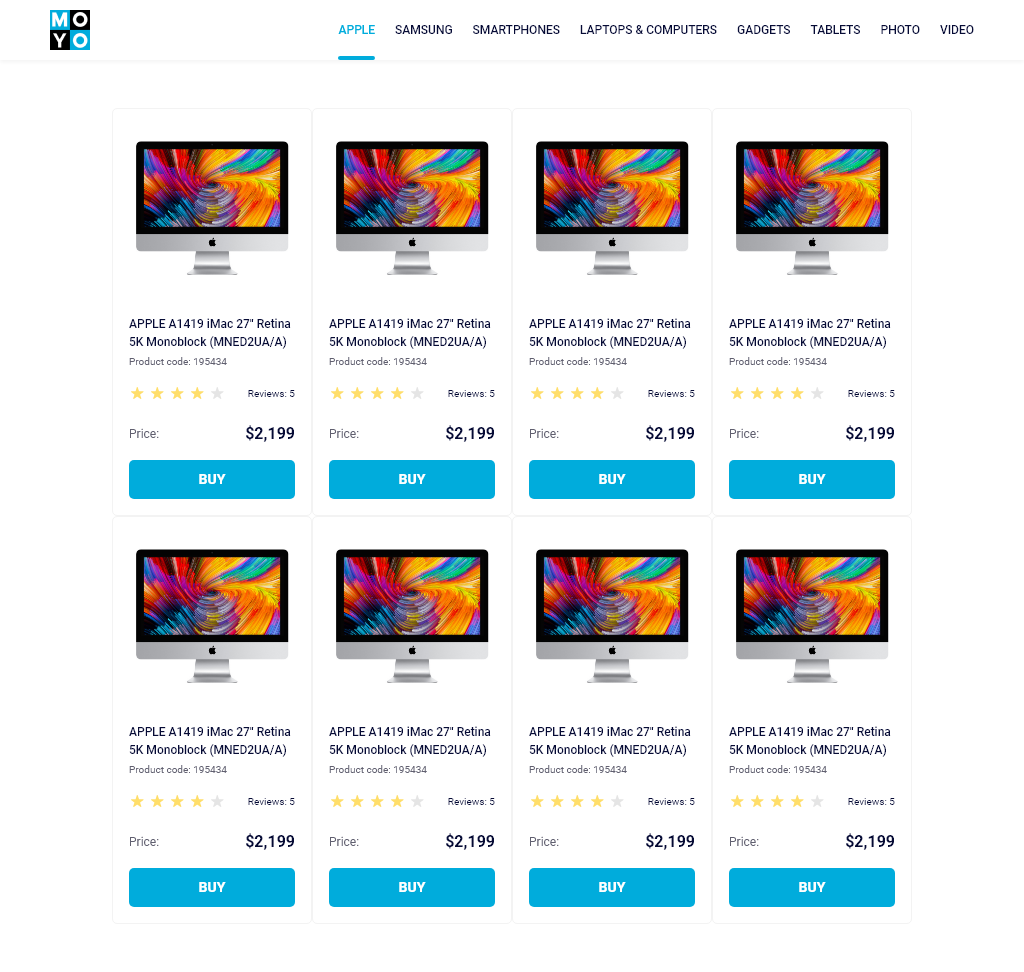 MO
YO
APPLE SAMSUNG SMARTPHONES LAPTOPS & COMPUTERS GADGETS TABLETS PHOTO VIDEO
APPLE A1419 iMac 27" Retina
5K Monoblock (MNED2UA/A)
Product code: 195434
Reviews: 5
Price: $2,199
BUY
APPLE A1419 iMac 27" Retina
5K Monoblock (MNED2UA/A)
Product code: 195434
Reviews: 5
Price: $2,199
BUY
APPLE A1419 iMac 27" Retina
5K Monoblock (MNED2UA/A)
Product code: 195434
Reviews: 5
Price: $2,199
BUY
APPLE A1419 iMac 27" Retina
5K Monoblock (MNED2UA/A)
Product code: 195434
Reviews: 5
Price: $2,199
BUY
APPLE A1419 iMac 27" Retina
5K Monoblock (MNED2UA/A)
Product code: 195434
Reviews: 5
Price: $2,199
BUY
APPLE A1419 iMac 27" Retina
5K Monoblock (MNED2UA/A)
Product code: 195434
Reviews: 5
Price: $2,199
BUY
APPLE A1419 iMac 27" Retina
5K Monoblock (MNED2UA/A)
Product code: 195434
Reviews: 5
Price: $2,199
BUY
APPLE A1419 iMac 27" Retina
5K Monoblock (MNED2UA/A)
Product code: 195434
Reviews: 5
Price: $2,199
BUY